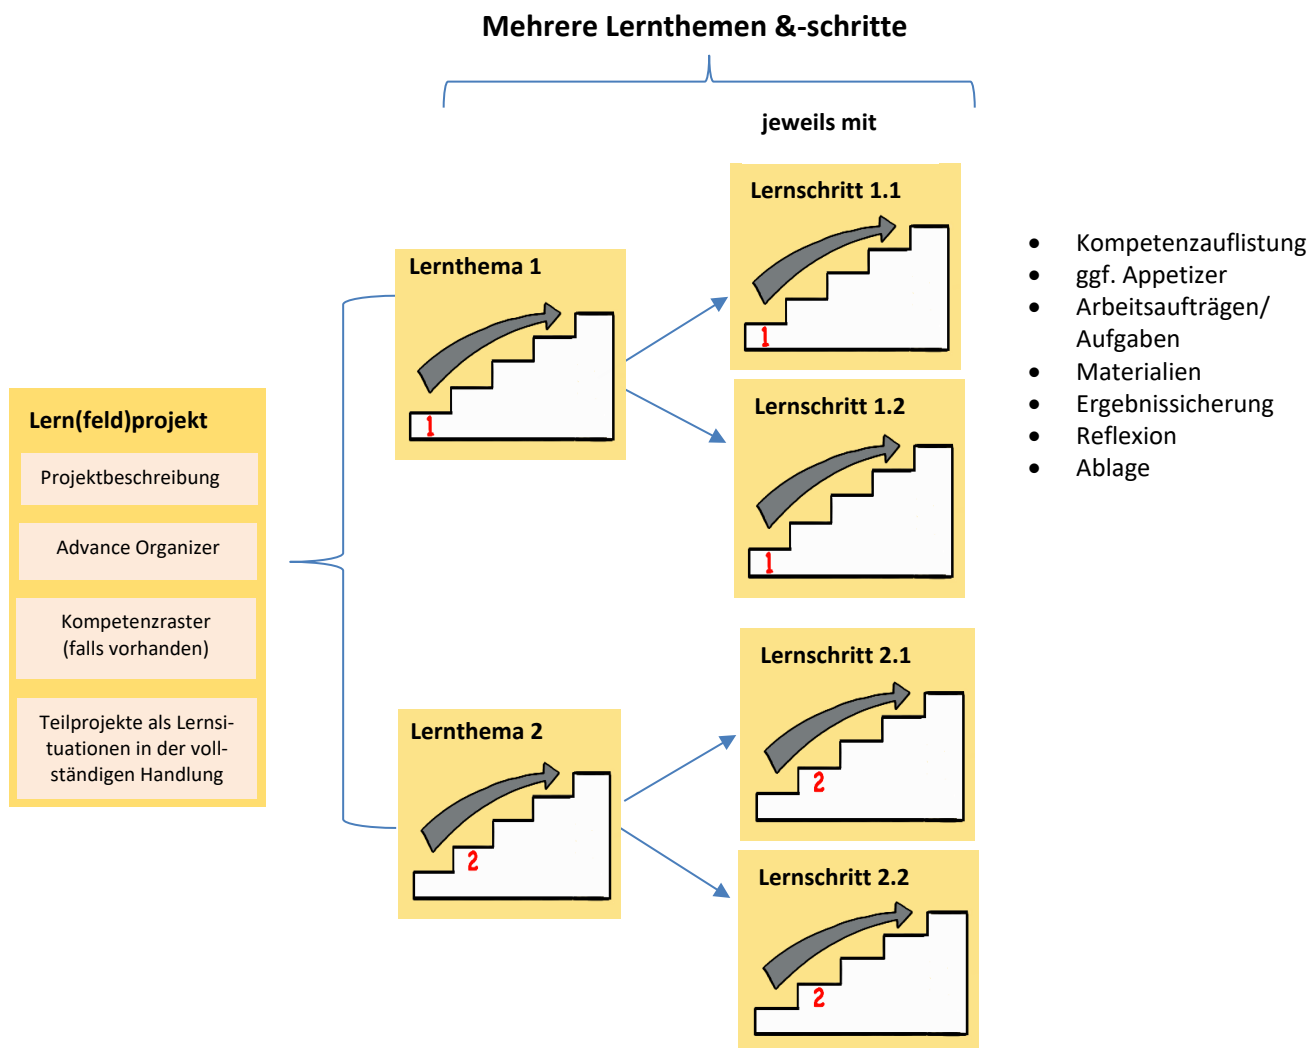 Mehrere Lernthemen &-schritte
jeweils mit
Lern(feld)projekt
Projektbeschreibung
Advance Organizer
Kompetenzraster
(falls vorhanden)
Teilprojekte als Lernsi-
tuationen in der voll-
ständigen Handlung
Lernthema 1
1
Lernthema 2
2
Lernschritt 1.1
1
Lernschritt 1.2
1
Lernschritt 2.1
2
Lernschritt 2.2
2
• Kompetenzauflistung
• ggf. Appetizer
• Arbeitsaufträgen/
Aufgaben
• Materialien
• Ergebnissicherung
• Reflexion
• Ablage